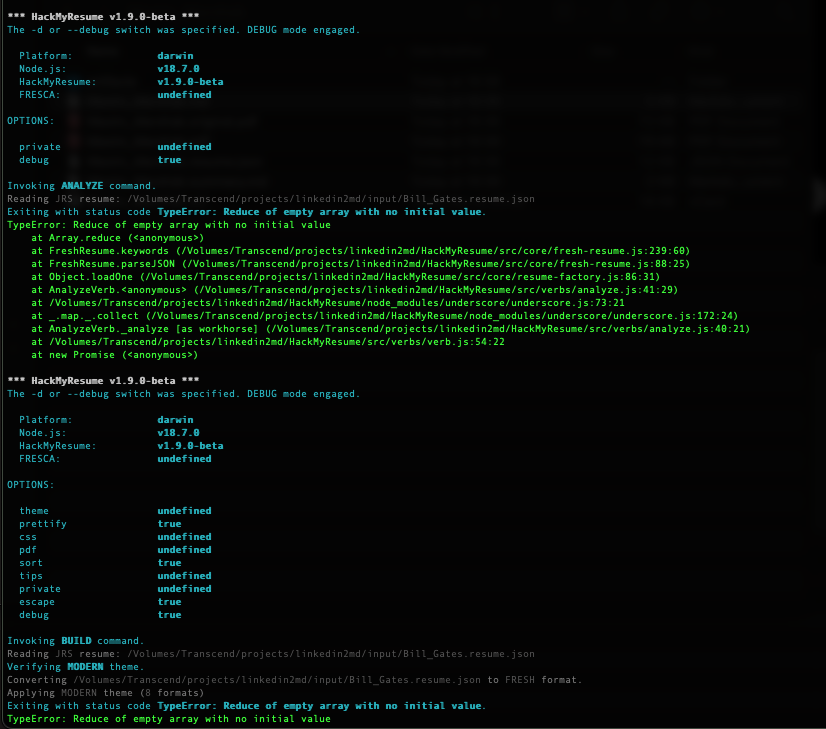 *** HackMyResume v1.9.0-beta ***
The -d or --debug switch was specified. DEBUG mode engaged.
Platform: darwin
Node.js: v18.7.0
HackMyResume: v1.9.0-beta
FRESCA: undefined
OPTIONS:
private undefined
debug true
Invoking ANALYZE command.
Reading JRS resume: /Volumes/Transcend/projects/linkedin2md/input/Bill_Gates.resume.json
Exiting with status code TypeError: Reduce of empty array with no initial value.
TypeError: Reduce of empty array with no initial value
at Array.reduce (<anonymous>)
at FreshResume.keywords (/Volumes/Transcend/projects/linkedin2md/HackMyResume/src/core/fresh-resume.js:239:60)
at FreshResume.parseJSON (/Volumes/Transcend/projects/linkedin2md/HackMyResume/src/core/fresh-resume.js:88:25)
at Object.loadOne (/Volumes/Transcend/projects/linkedin2md/HackMyResume/src/core/resume-factory.js:86:31)
at AnalyzeVerb.<anonymous> (/Volumes/Transcend/projects/linkedin2md/HackMyResume/src/verbs/analyze.js:41:29)
at /Volumes/Transcend/projects/linkedin2md/HackMyResume/node_modules/underscore/underscore.js:73:21
at _.map._.collect (/Volumes/Transcend/projects/linkedin2md/HackMyResume/node_modules/underscore/underscore.js:172:24)
at AnalyzeVerb._analyze [as workhorse] (/Volumes/Transcend/projects/linkedin2md/HackMyResume/src/verbs/analyze.js:40:21)
at /Volumes/Transcend/projects/linkedin2md/HackMyResume/src/verbs/verb.js:54:22
at new Promise (<anonymous>)
*** HackMyResume v1.9.0-beta ***
The -d or --debug switch was specified. DEBUG mode engaged.
Platform: darwin
Node.js: v18.7.0
HackMyResume: v1.9.0-beta
FRESCA: undefined
OPTIONS:
theme undefined
prettify true
css undefined
pdf undefined
sort true
tips undefined
private undefined
escape true
debug true
Invoking BUILD command.
Reading JRS resume: /Volumes/Transcend/projects/linkedin2md/input/Bill_Gates.resume.json
Verifying MODERN theme.
Converting /Volumes/Transcend/projects/linkedin2md/input/Bill_Gates.resume.json to FRESH format.
Applying MODERN theme (8 formats)
Exiting with status code TypeError: Reduce of empty array with no initial value.
TypeError: Reduce of empty array with no initial value